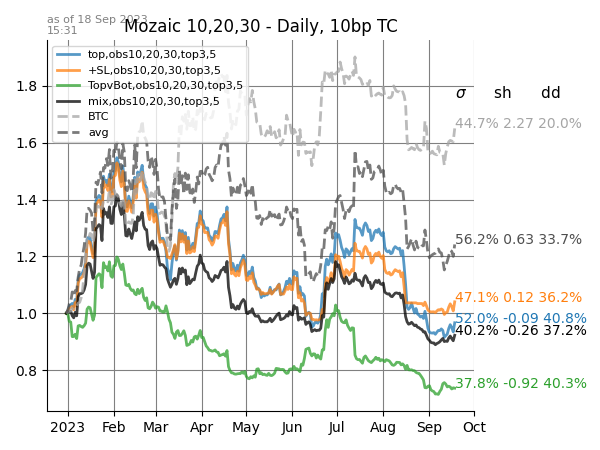 as of 18 Sep 2023
15:31
Mozaic 10,20,30 - Daily, 10bp TC
top,obs10,20,30,top3,5
+SL,obs10,20,30,top3,5
TopvBot,obs10,20,30,top3,5
mix,obs10,20,30,top3,5
BTC
avg
σ sh dd
44.7% 2.27 20.0%
56.2% 0.63 33.7%
47.1% 0.12 36.2%
52.0% -0.09 40.8%
40.2% -0.26 37.2%
37.8% -0.92 40.3%
1.8
1.6
1.4
1.2
1.0
0.8
2023 Feb Mar Apr May Jun Jul Aug Sep Oct